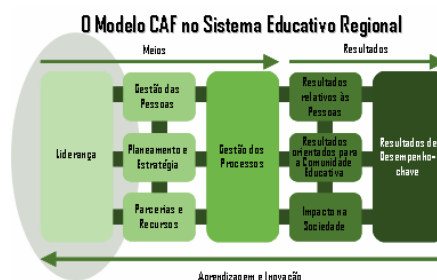 O Modelo CAF no Sistema Educativo Regional
Meios
Resultados
Liderança
Gestão das
Pessoas
Planeamento e
Estratégia
Parcerias e
Recursos
Gestão dos
Processos
Resultados
relativos às
Pessoas
Resultados
orientados para
a Comunidade
Educativa
Impacto na
Sociedade
Resultados de
Desempenho-
chave
Aprendizagem e Inovação